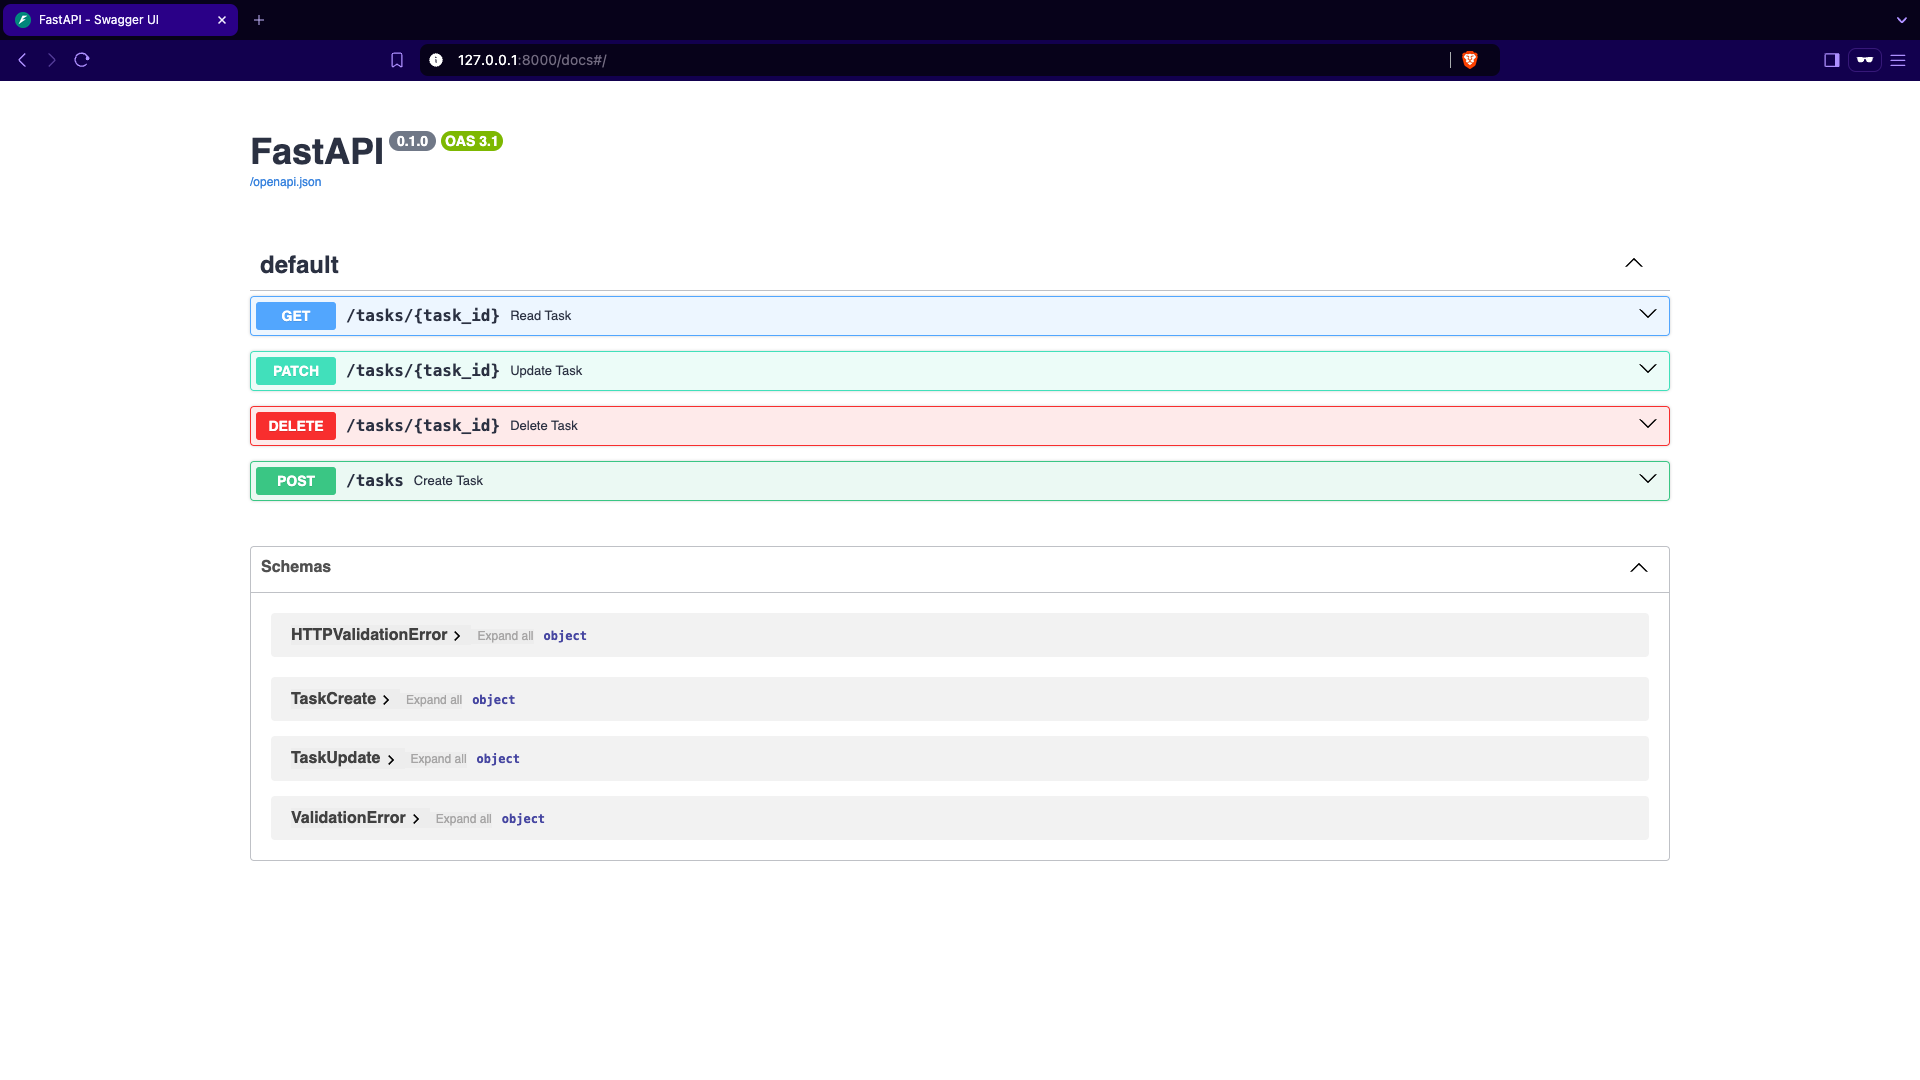 FastAPI - Swagger UI
127.0.0.1:8000/docs#/
FastAPI 0.1.0 OAS 3.1
/openapi.json
default
GET /tasks/{task_id} Read Task
PATCH /tasks/{task_id} Update Task
DELETE /tasks/{task_id} Delete Task
POST /tasks Create Task
Schemas
HTTPValidationError Expand all object
TaskCreate Expand all object
TaskUpdate Expand all object
ValidationError Expand all object